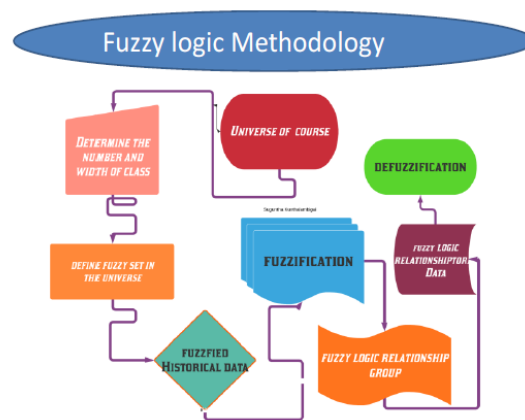 Fuzzy logic Methodology
UNIVERSE OF COURSE
DETERMINE THE
NUMBER AND
WIDTH OF CLASS
DEFINE FUZZY SET IN
THE UNIVERSE
FUZZFIED
HISTORICAL DATA
FUZZIFICATION
FUZZY LOGIC RELATIONSHIP
GROUP
FUZZY LOGIC
RELATIONSHIPTOR
DATA
DEFUZZIFICATION